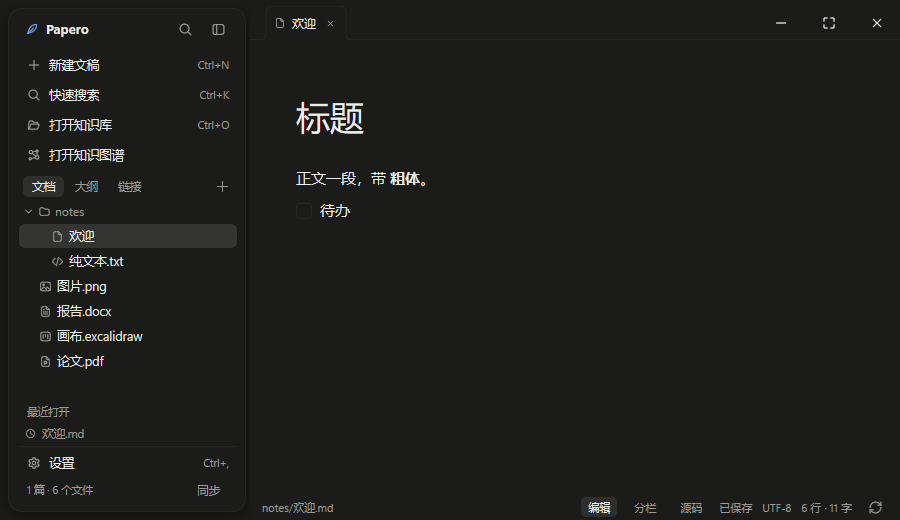 Papero
新建文稿 Ctrl+N
快速搜索 Ctrl+K
打开知识库 Ctrl+O
打开知识图谱
文档 大纲 链接
notes
欢迎
纯文本.txt
图片.png
报告.docx
画布.excalidraw
论文.pdf
最近打开
欢迎.md
设置 Ctrl+,
1 篇 · 6 个文件 同步
欢迎
标题
正文一段，带 粗体。
待办
notes/欢迎.md 编辑 分栏 源码 已保存 UTF-8 6 行 · 11 字